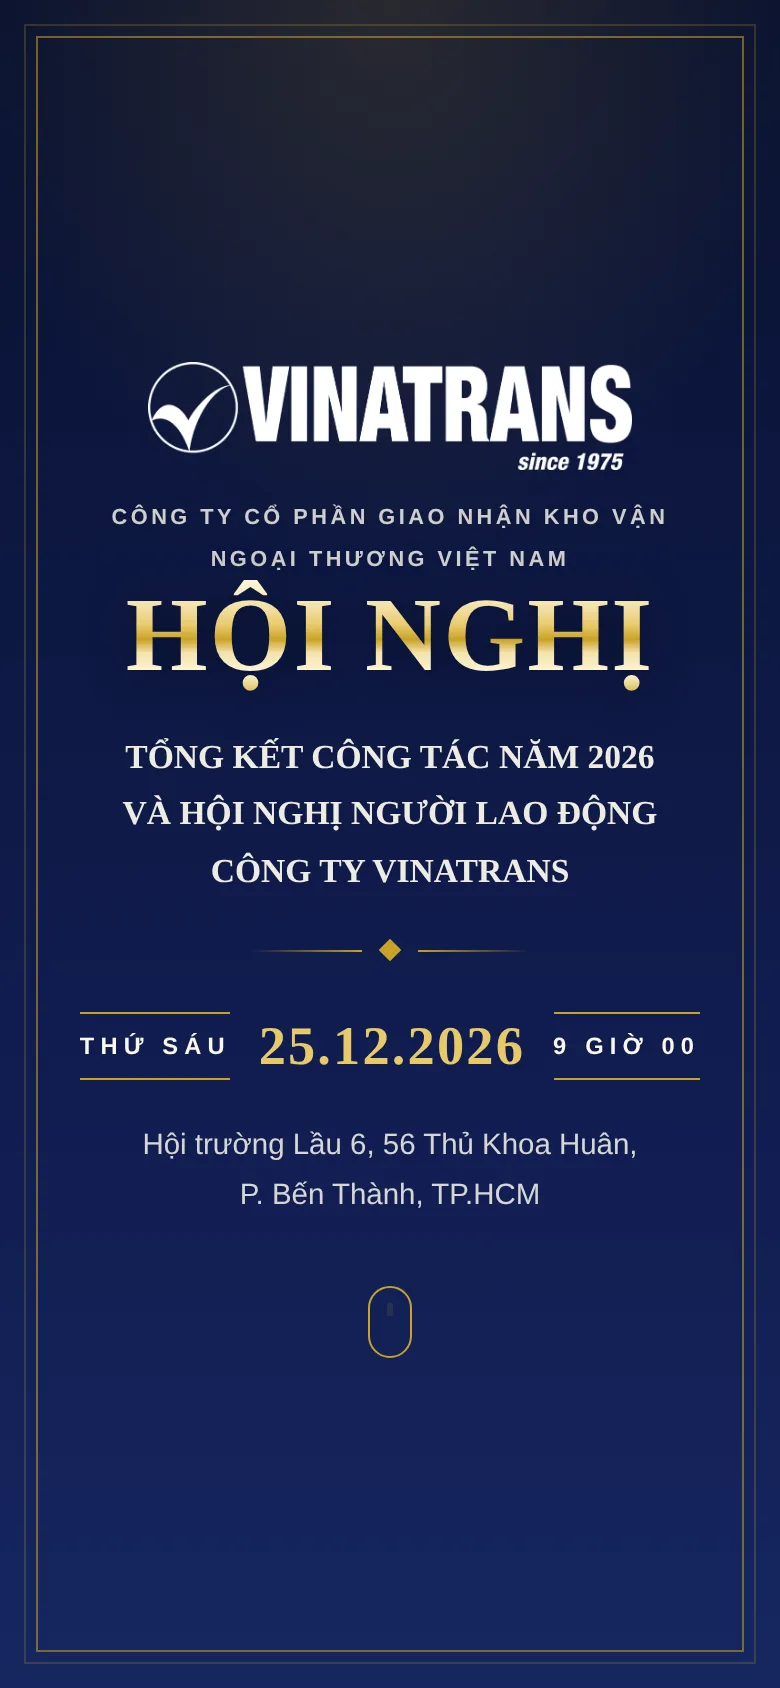 VINATRANS
since 1975
CÔNG TY CỔ PHẦN GIAO NHẬN KHO VẬN
NGOẠI THƯƠNG VIỆT NAM
HỘI NGHỊ
TỔNG KẾT CÔNG TÁC NĂM 2026
VÀ HỘI NGHỊ NGƯỜI LAO ĐỘNG
CÔNG TY VINATRANS
THỨ SÁU 25.12.2026 9 GIỜ 00
Hội trường Lầu 6, 56 Thủ Khoa Huân,
P. Bến Thành, TP.HCM